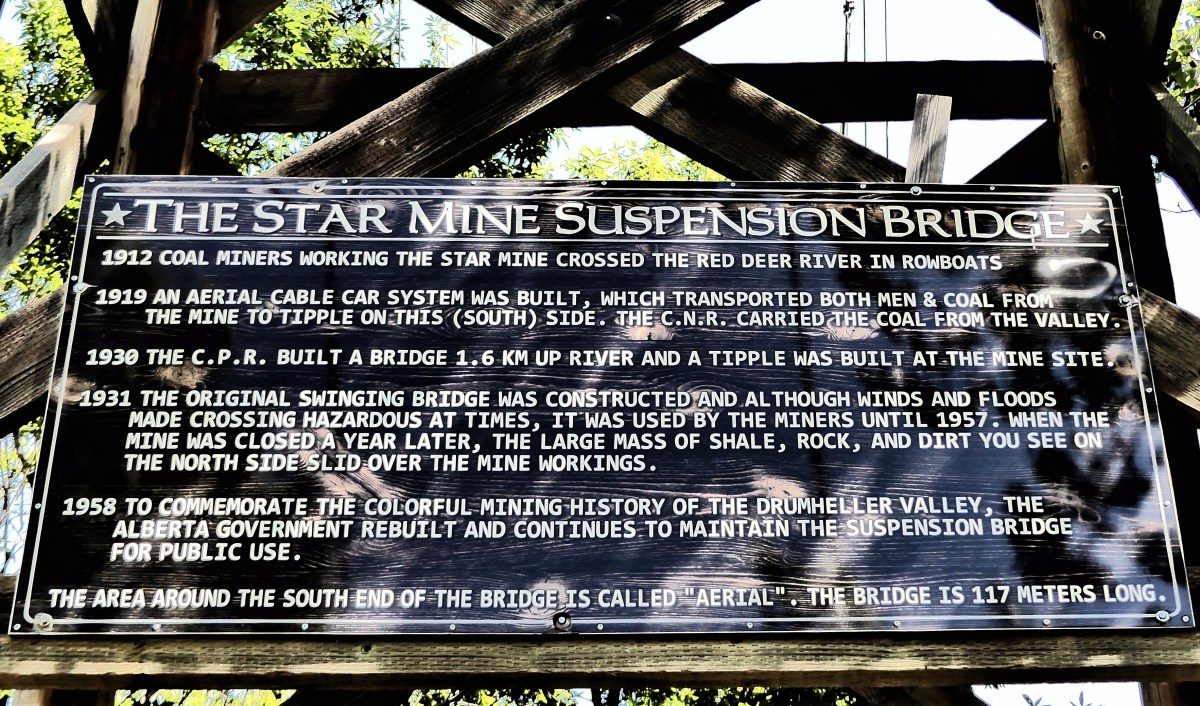 ★THE STAR MINE SUSPENSION BRIDGE★
1912 COAL MINERS WORKING THE STAR MINE CROSSED THE RED DEER RIVER IN ROWBOATS
1919 AN AERIAL CABLE CAR SYSTEM WAS BUILT, WHICH TRANSPORTED BOTH MEN & COAL FROM
THE MINE TO TIPPLE ON THIS (SOUTH) SIDE. THE C.N.R. CARRIED THE COAL FROM THE VALLEY.
1930 THE C.P.R. BUILT A BRIDGE 1.6 KM UP RIVER AND A TIPPLE WAS BUILT AT THE MINE SITE.
1931 THE ORIGINAL SWINGING BRIDGE WAS CONSTRUCTED AND ALTHOUGH WINDS AND FLOODS
MADE CROSSING HAZARDOUS AT TIMES, IT WAS USED BY THE MINERS UNTIL 1957. WHEN THE
MINE WAS CLOSED A YEAR LATER, THE LARGE MASS OF SHALE, ROCK, AND DIRT YOU SEE ON
THE NORTH SIDE SLID OVER THE MINE WORKINGS.
1958 TO COMMEMORATE THE COLORFUL MINING HISTORY OF THE DRUMHELLER VALLEY, THE
ALBERTA GOVERNMENT REBUILT AND CONTINUES TO MAINTAIN THE SUSPENSION BRIDGE
FOR PUBLIC USE.
THE AREA AROUND THE SOUTH END OF THE BRIDGE IS CALLED "AERIAL". THE BRIDGE IS 117 METERS LONG.